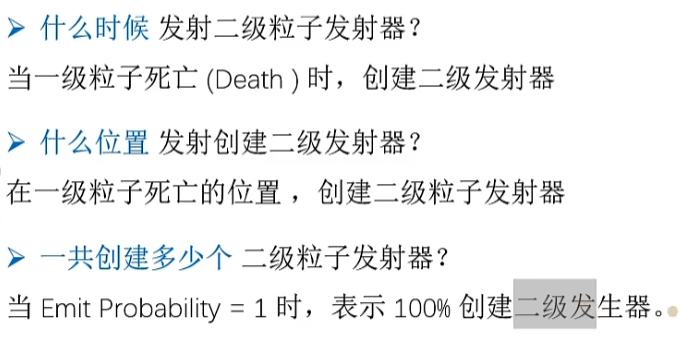 ➢ 什么时候 发射二级粒子发射器？
当一级粒子死亡 (Death ) 时，创建二级发射器
➢ 什么位置 发射创建二级发射器？
在一级粒子死亡的位置 ，创建二级粒子发射器
➢ 一共创建多少个 二级粒子发射器？
当 Emit Probability = 1 时，表示 100% 创建二级发生器。